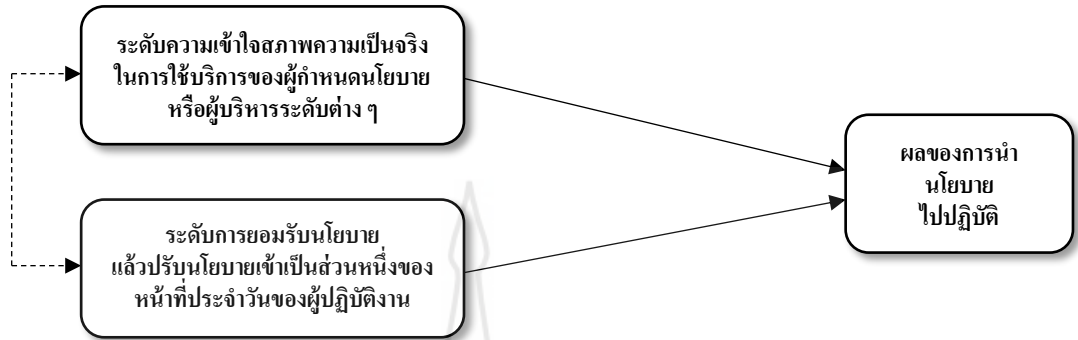 ระดับความเข้าใจสภาพความเป็นจริง
ในการใช้บริการของผู้กำหนดนโยบาย
หรือผู้บริหารระดับต่าง ๆ
ผลของการนำ
นโยบาย
ไปปฏิบัติ
ระดับการยอมรับนโยบาย
แล้วปรับนโยบายเข้าเป็นส่วนหนึ่งของ
หน้าที่ประจำวันของผู้ปฏิบัติงาน